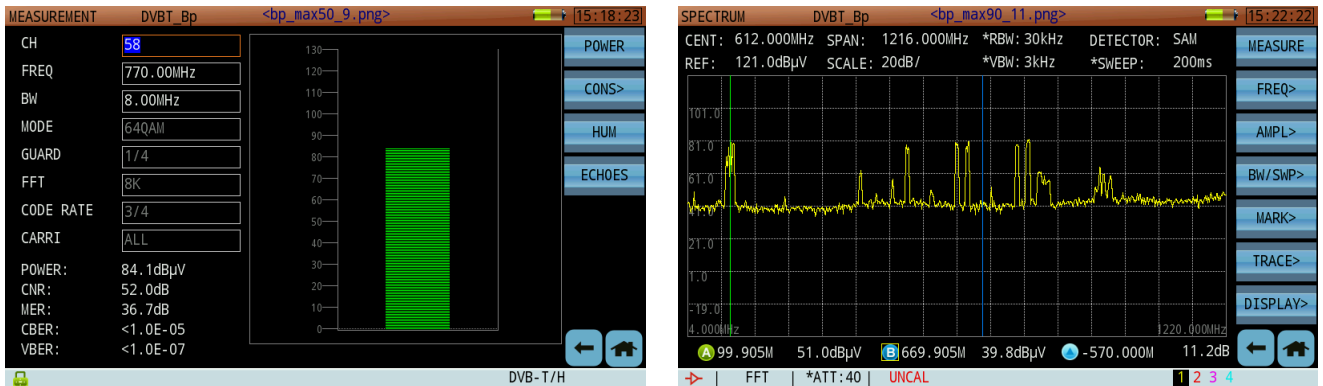 MEASUREMENT DVBT_Bp <bp_max50_9.png> 15:18:23
CH 58
FREQ 770.00MHz
BW 8.00MHz
MODE 64QAM
GUARD 1/4
FFT 8K
CODE RATE 3/4
CARRI ALL
POWER: 84.1dBµV
CNR: 52.0dB
MER: 36.7dB
CBER: <1.0E-05
VBER: <1.0E-07
130
120
110
100
90
80
70
60
50
40
30
20
10
0
POWER
CONS>
HUM
ECHOES
DVB-T/H
SPECTRUM DVBT_Bp <bp_max90_11.png> 15:22:22
CENT: 612.000MHz SPAN: 1216.000MHz *RBW: 30kHz DETECTOR: SAM
REF: 121.0dBµV SCALE: 20dB/ *VBW: 3kHz *SWEEP: 200ms
101.0
81.0
61.0
21.0
1.0
-19.0
4.000MHz 1220.000MHz
A 99.905M 51.0dBµV B 669.905M 39.8dBµV -570.000M 11.2dB
FFT | *ATT:40 | UNCAL 1 2 3 4
MEASURE
FREQ>
AMPL>
BW/SWP>
MARK>
TRACE>
DISPLAY>